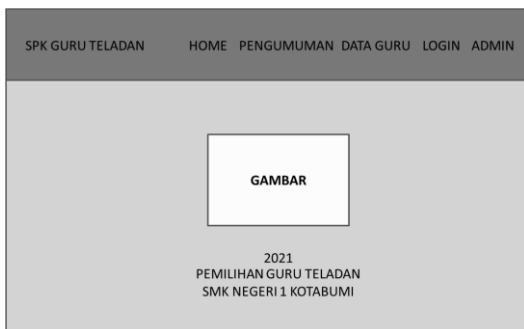 SPK GURU TELADAN HOME PENGUMUMAN DATA GURU LOGIN ADMIN
GAMBAR
2021
PEMILIHAN GURU TELADAN
SMK NEGERI 1 KOTABUMI